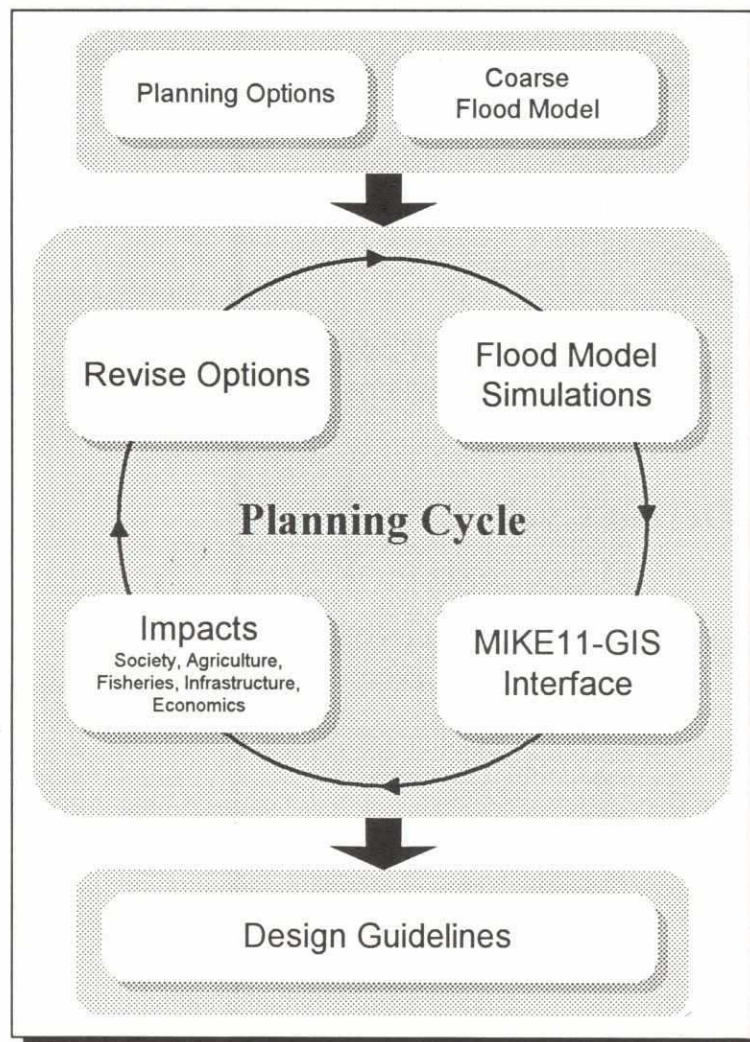 Planning Options
Coarse
Flood Model
Revise Options
Flood Model
Simulations
Planning Cycle
Impacts
Society, Agriculture,
Fisheries, Infrastructure,
Economics
MIKE11-GIS
Interface
Design Guidelines